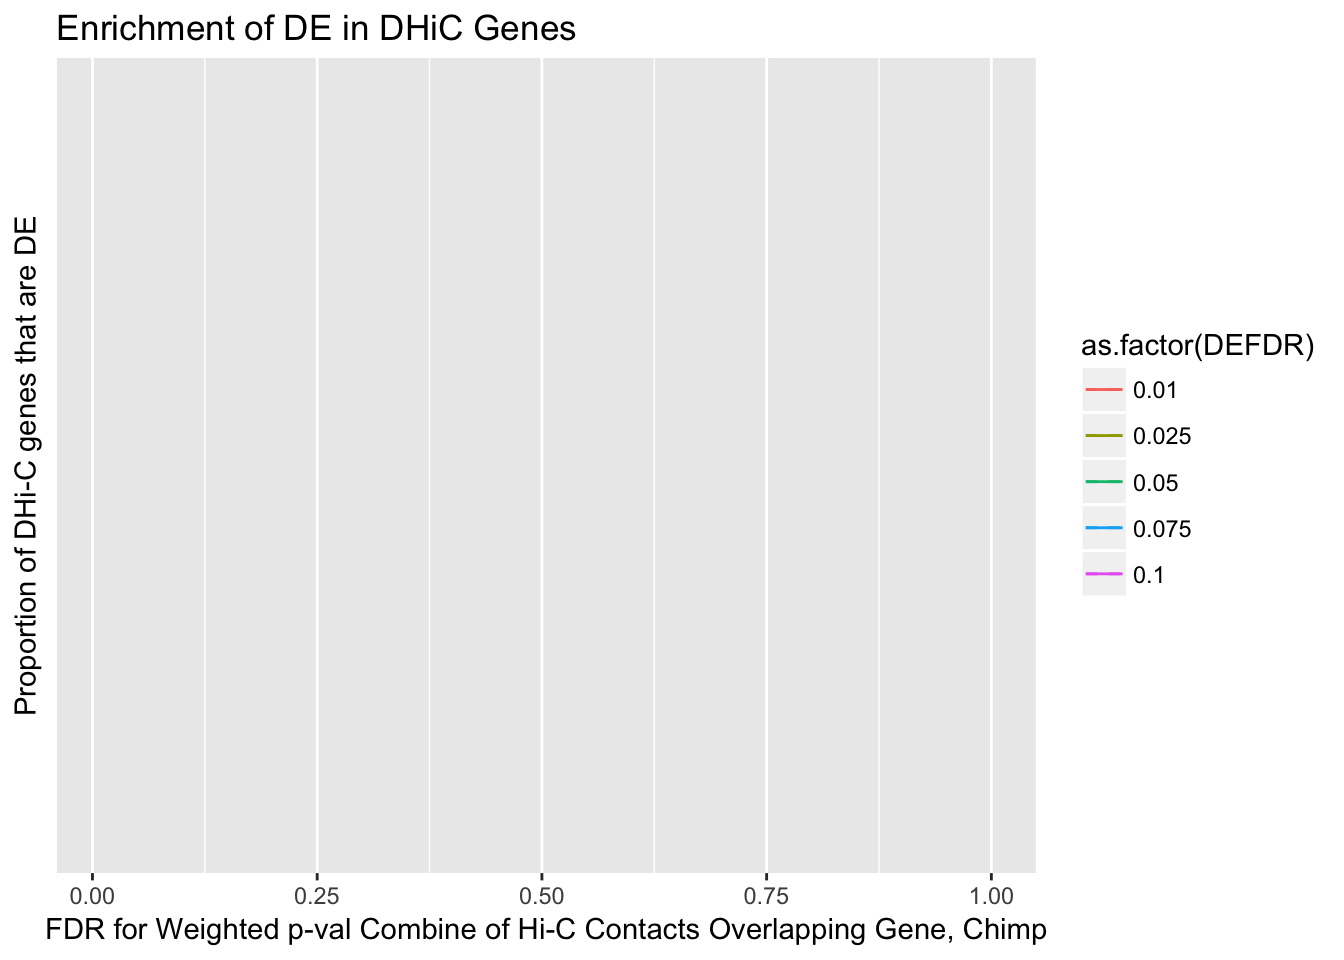 Enrichment of DE in DHiC Genes
Proportion of DHi-C genes that are DE
0.00
0.25
0.50
0.75
1.00
FDR for Weighted p-val Combine of Hi-C Contacts Overlapping Gene, Chimp
as.factor(DEFDR)
0.01
0.025
0.05
0.075
0.1